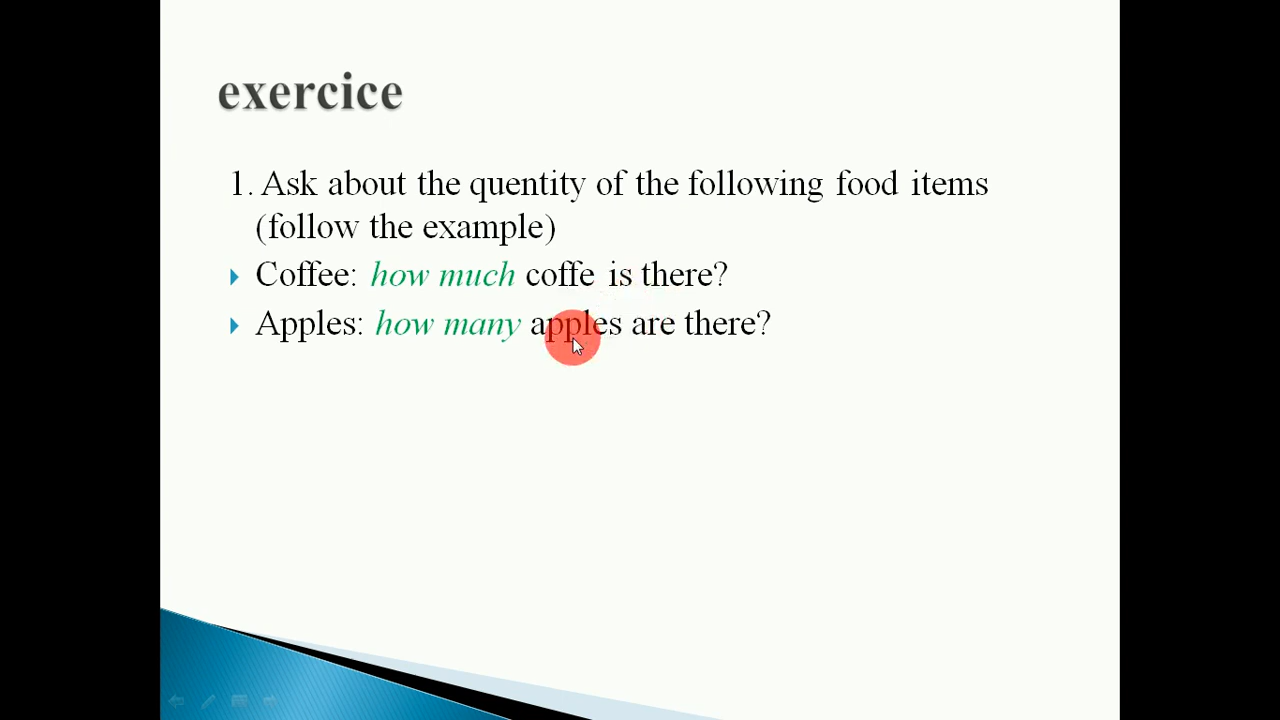 exercice
1. Ask about the quentity of the following food items
(follow the example)
Coffee: how much coffe is there?
Apples: how many apples are there?